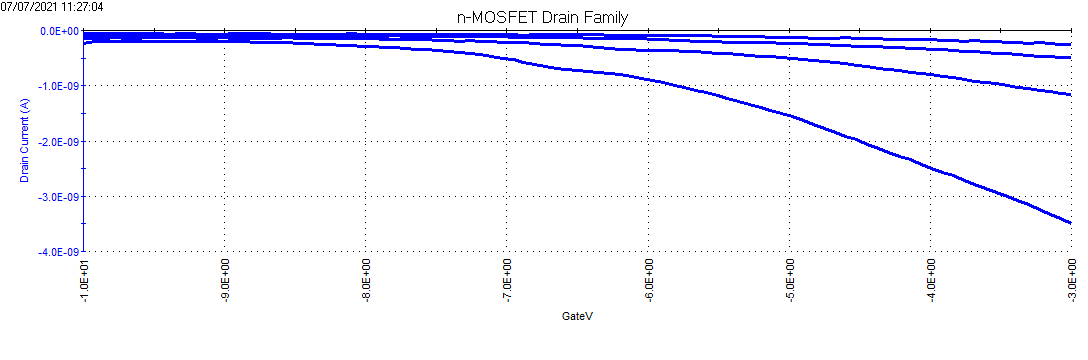 07/07/2021 11:27:04
n-MOSFET Drain Family
0.0E+00
-1.0E-09
-2.0E-09
-3.0E-09
-4.0E-09
Drain Current (A)
-1.0E+01
-9.0E+00
-8.0E+00
-7.0E+00
-6.0E+00
-5.0E+00
-4.0E+00
-3.0E+00
GateV